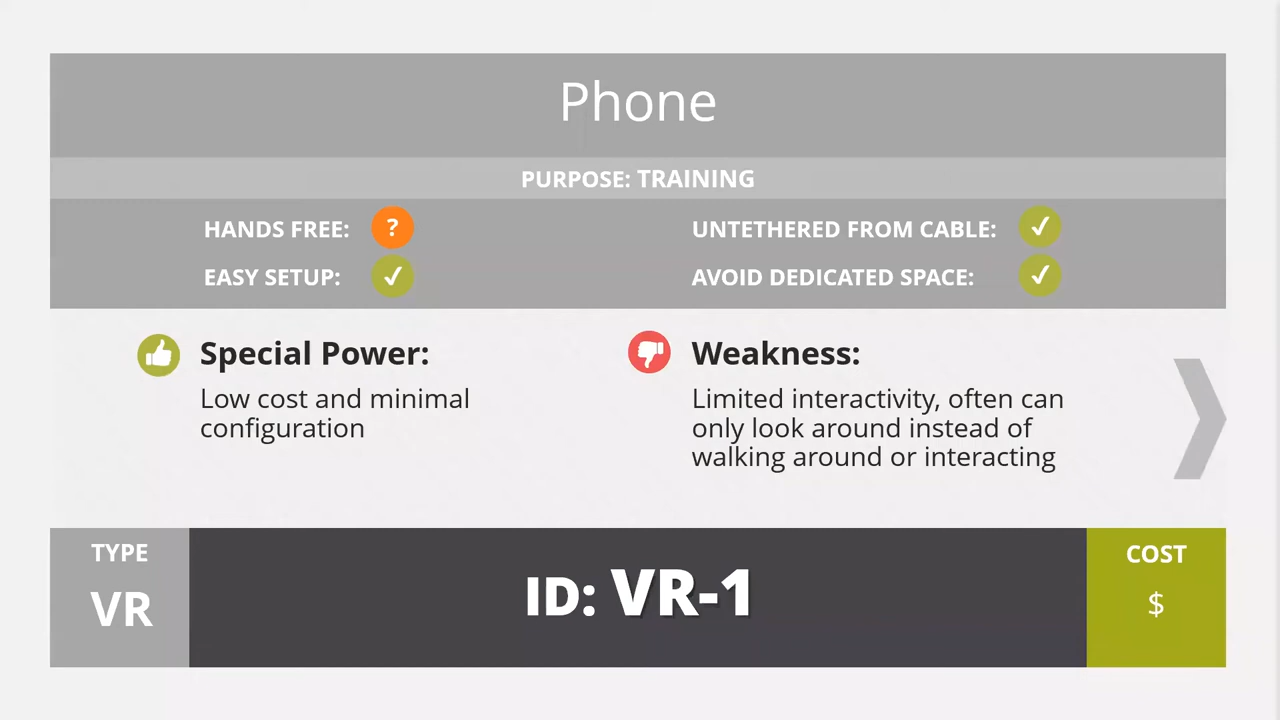 Phone
PURPOSE: TRAINING
HANDS FREE: ?
UNTETHERED FROM CABLE: ✓
EASY SETUP: ✓
AVOID DEDICATED SPACE: ✓
Special Power:
Low cost and minimal
configuration
Weakness:
Limited interactivity, often can
only look around instead of
walking around or interacting
TYPE
VR
ID: VR-1
COST
$